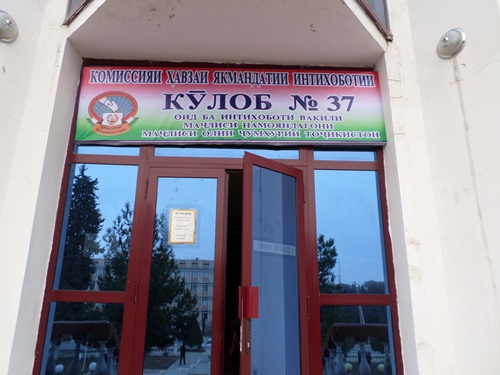 КОМИССИЯИ ҲАВЗАИ ЯКМАНДАТИИ ИНТИХОБОТИИ
КӮЛОБ № 37
ОИД БА ИНТИХОБОТИ ВАКИЛИ
МАҶЛИСИ НАМОЯНДАГОНИ
МАҶЛИСИ ОЛИИ ҶУМҲУРИИ ТОҶИКИСТОН